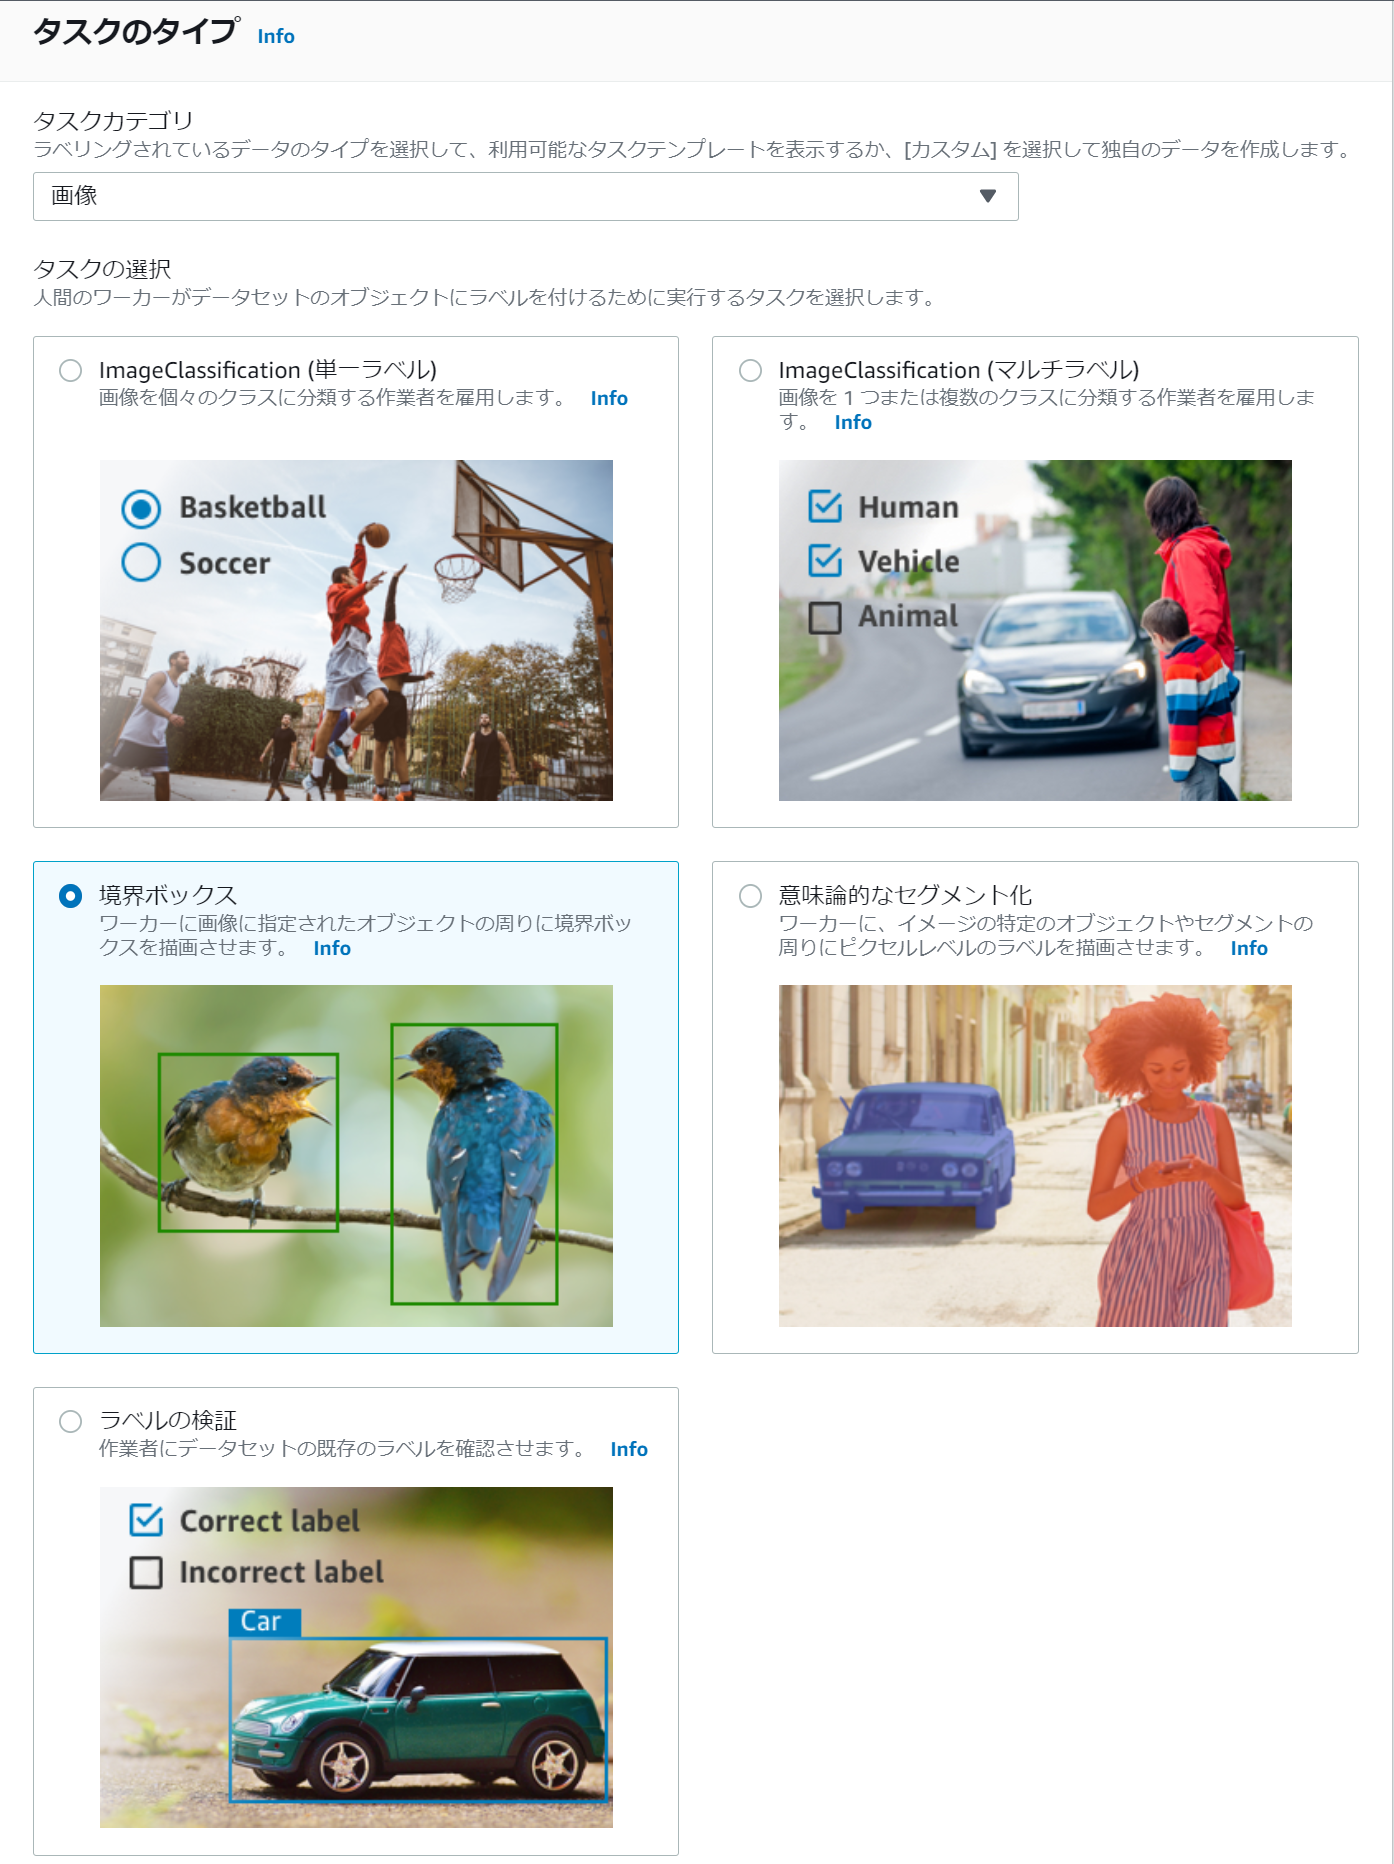 タスクのタイプ Info
タスクカテゴリ
ラベリングされているデータのタイプを選択して、利用可能なタスクテンプレートを表示するか、[カスタム] を選択して独自のデータを作成します。
画像
タスクの選択
人間のワーカーがデータセットのオブジェクトにラベルを付けるために実行するタスクを選択します。
ImageClassification (単一ラベル)
画像を個々のクラスに分類する作業者を雇用します。 Info
Basketball
Soccer
ImageClassification (マルチラベル)
画像を 1 つまたは複数のクラスに分類する作業者を雇用しま
す。 Info
Human
Vehicle
Animal
境界ボックス
ワーカーに画像に指定されたオブジェクトの周りに境界ボッ
クスを描画させます。 Info
意味論的なセグメント化
ワーカーに、イメージの特定のオブジェクトやセグメントの
周りにピクセルレベルのラベルを描画させます。 Info
ラベルの検証
作業者にデータセットの既存のラベルを確認させます。 Info
Correct label
Incorrect label
Car